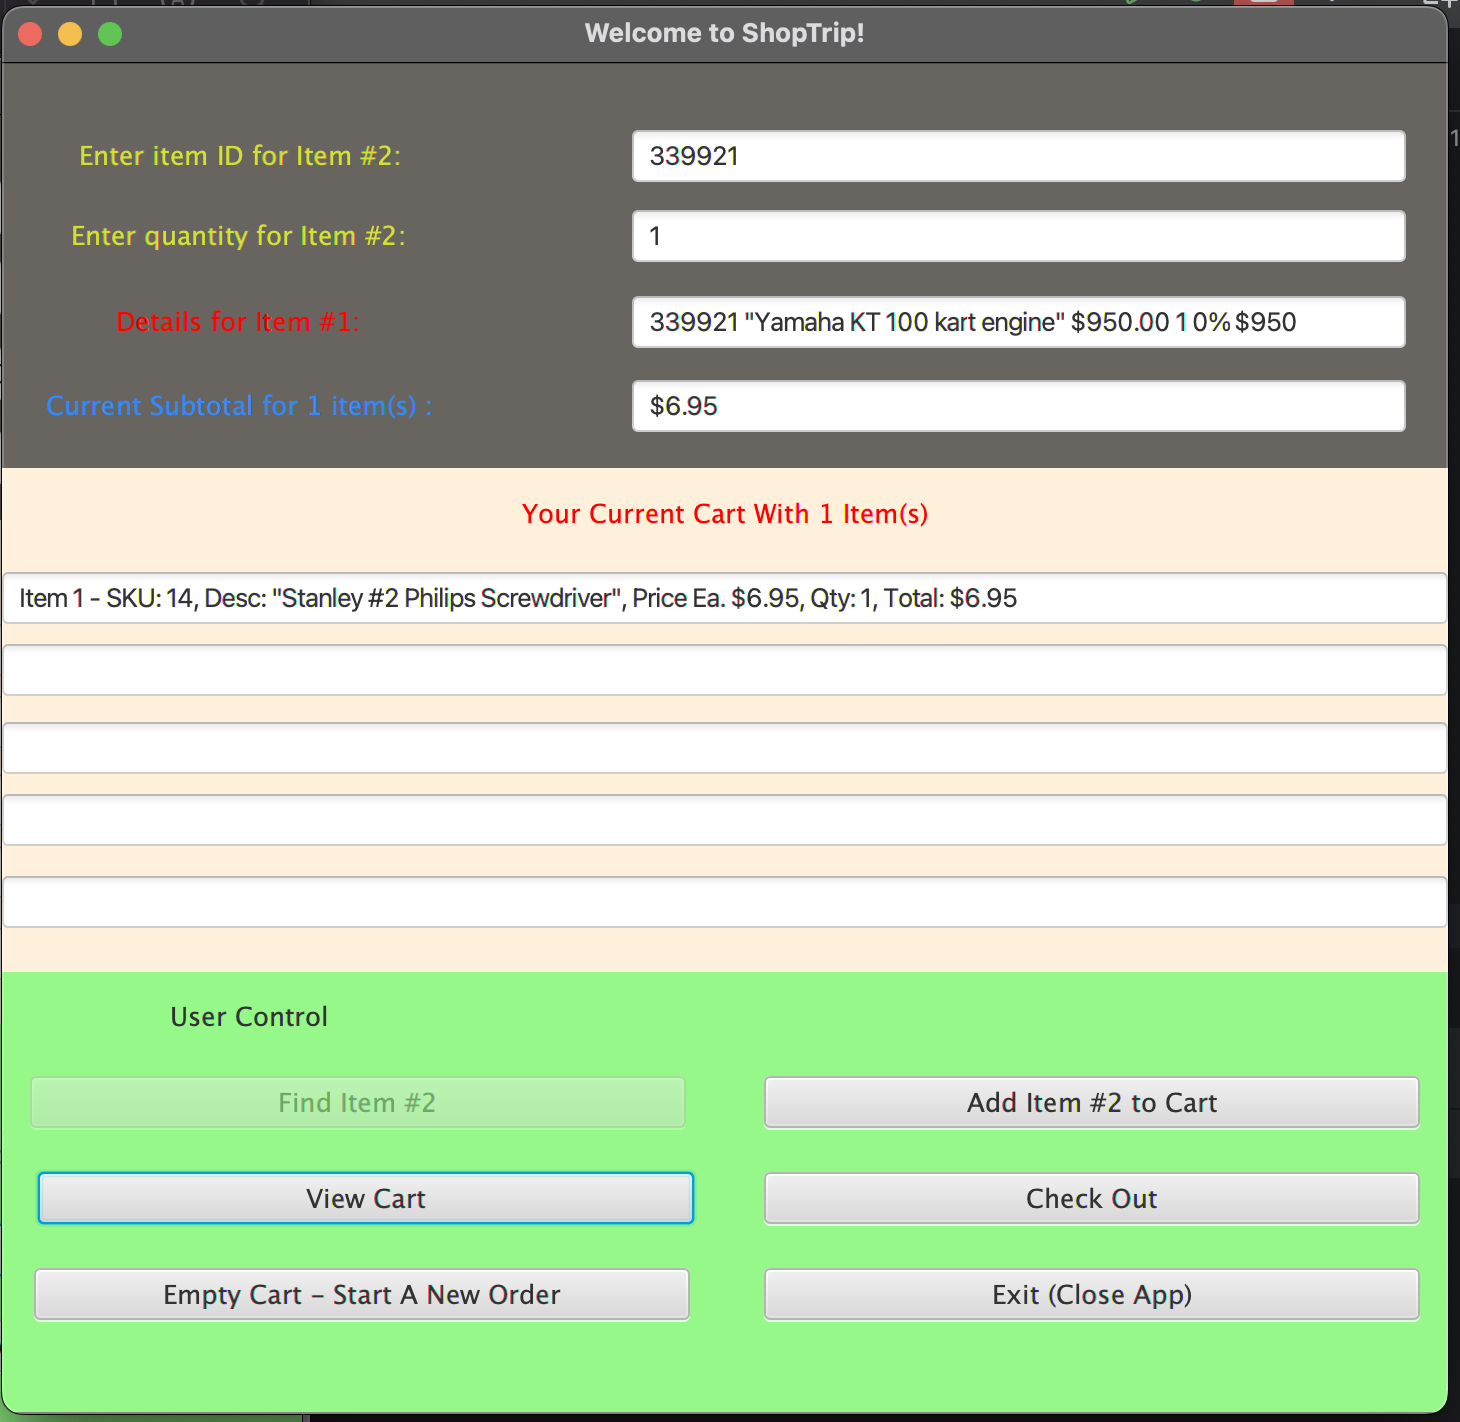 Welcome to ShopTrip!
Enter item ID for Item #2:
339921
Enter quantity for Item #2:
1
Details for Item #1:
339921 "Yamaha KT 100 kart engine" $950.00 1 0% $950
Current Subtotal for 1 item(s) :
$6.95
Your Current Cart With 1 Item(s)
Item 1 - SKU: 14, Desc: "Stanley #2 Philips Screwdriver", Price Ea. $6.95, Qty: 1, Total: $6.95
User Control
Find Item #2
Add Item #2 to Cart
View Cart
Check Out
Empty Cart - Start A New Order
Exit (Close App)